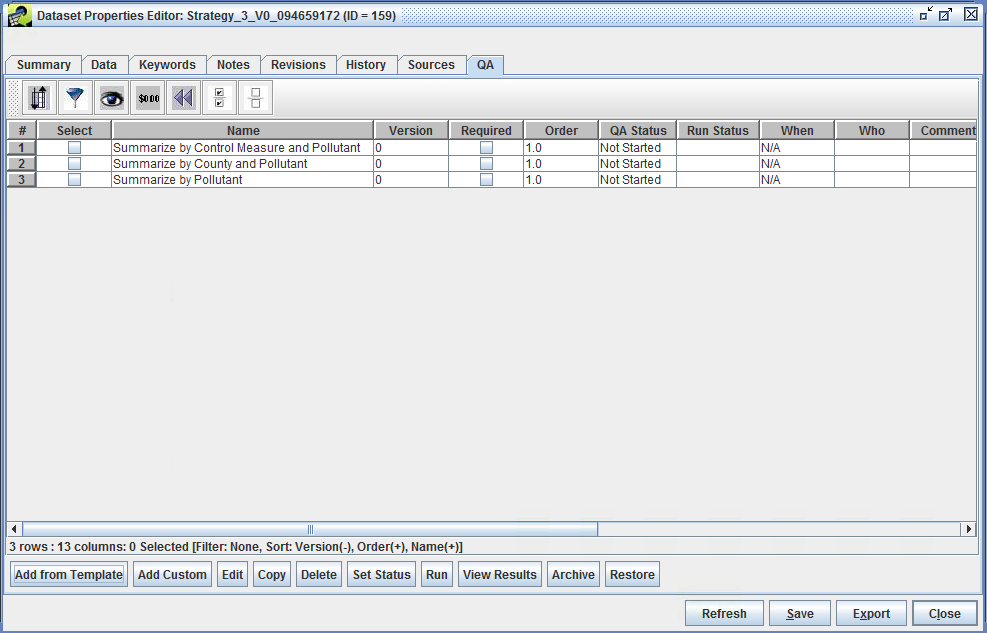 Dataset Properties Editor: Strategy_3_V0_094659172 (ID = 159)
Summary Data Keywords Notes Revisions History Sources QA
$0.00
# Select Name Version Required Order QA Status Run Status When Who Comment
1 Summarize by Control Measure and Pollutant 0 1.0 Not Started N/A
2 Summarize by County and Pollutant 0 1.0 Not Started N/A
3 Summarize by Pollutant 0 1.0 Not Started N/A
3 rows : 13 columns: 0 Selected [Filter: None, Sort: Version(-), Order(+), Name(+)]
Add from Template Add Custom Edit Copy Delete Set Status Run View Results Archive Restore
Refresh Save Export Close